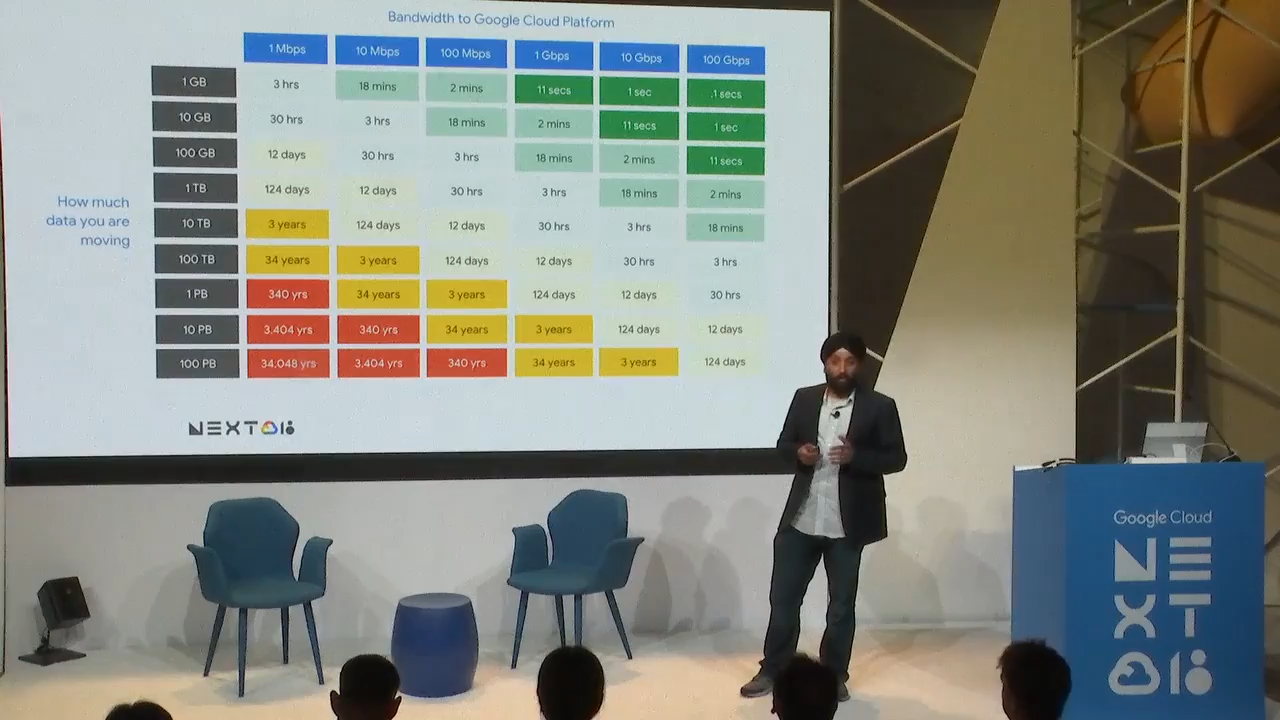 Bandwidth to Google Cloud Platform
1 Mbps 10 Mbps 100 Mbps 1 Gbps 10 Gbps 100 Gbps
1 GB 3 hrs 18 mins 2 mins 11 secs 1 sec .1 secs
10 GB 30 hrs 3 hrs 18 mins 2 mins 11 secs 1 sec
100 GB 12 days 30 hrs 3 hrs 18 mins 2 mins 11 secs
1 TB 124 days 12 days 30 hrs 3 hrs 18 mins 2 mins
How much
data you are
moving
10 TB 3 years 124 days 12 days 30 hrs 3 hrs 18 mins
100 TB 34 years 3 years 124 days 12 days 30 hrs 3 hrs
1 PB 340 yrs 34 years 3 years 124 days 12 days 30 hrs
10 PB 3,404 yrs 340 yrs 34 years 3 years 124 days 12 days
100 PB 34,048 yrs 3,404 yrs 340 yrs 34 years 3 years 124 days
NEXT 18
Google Cloud
NE
XT
18